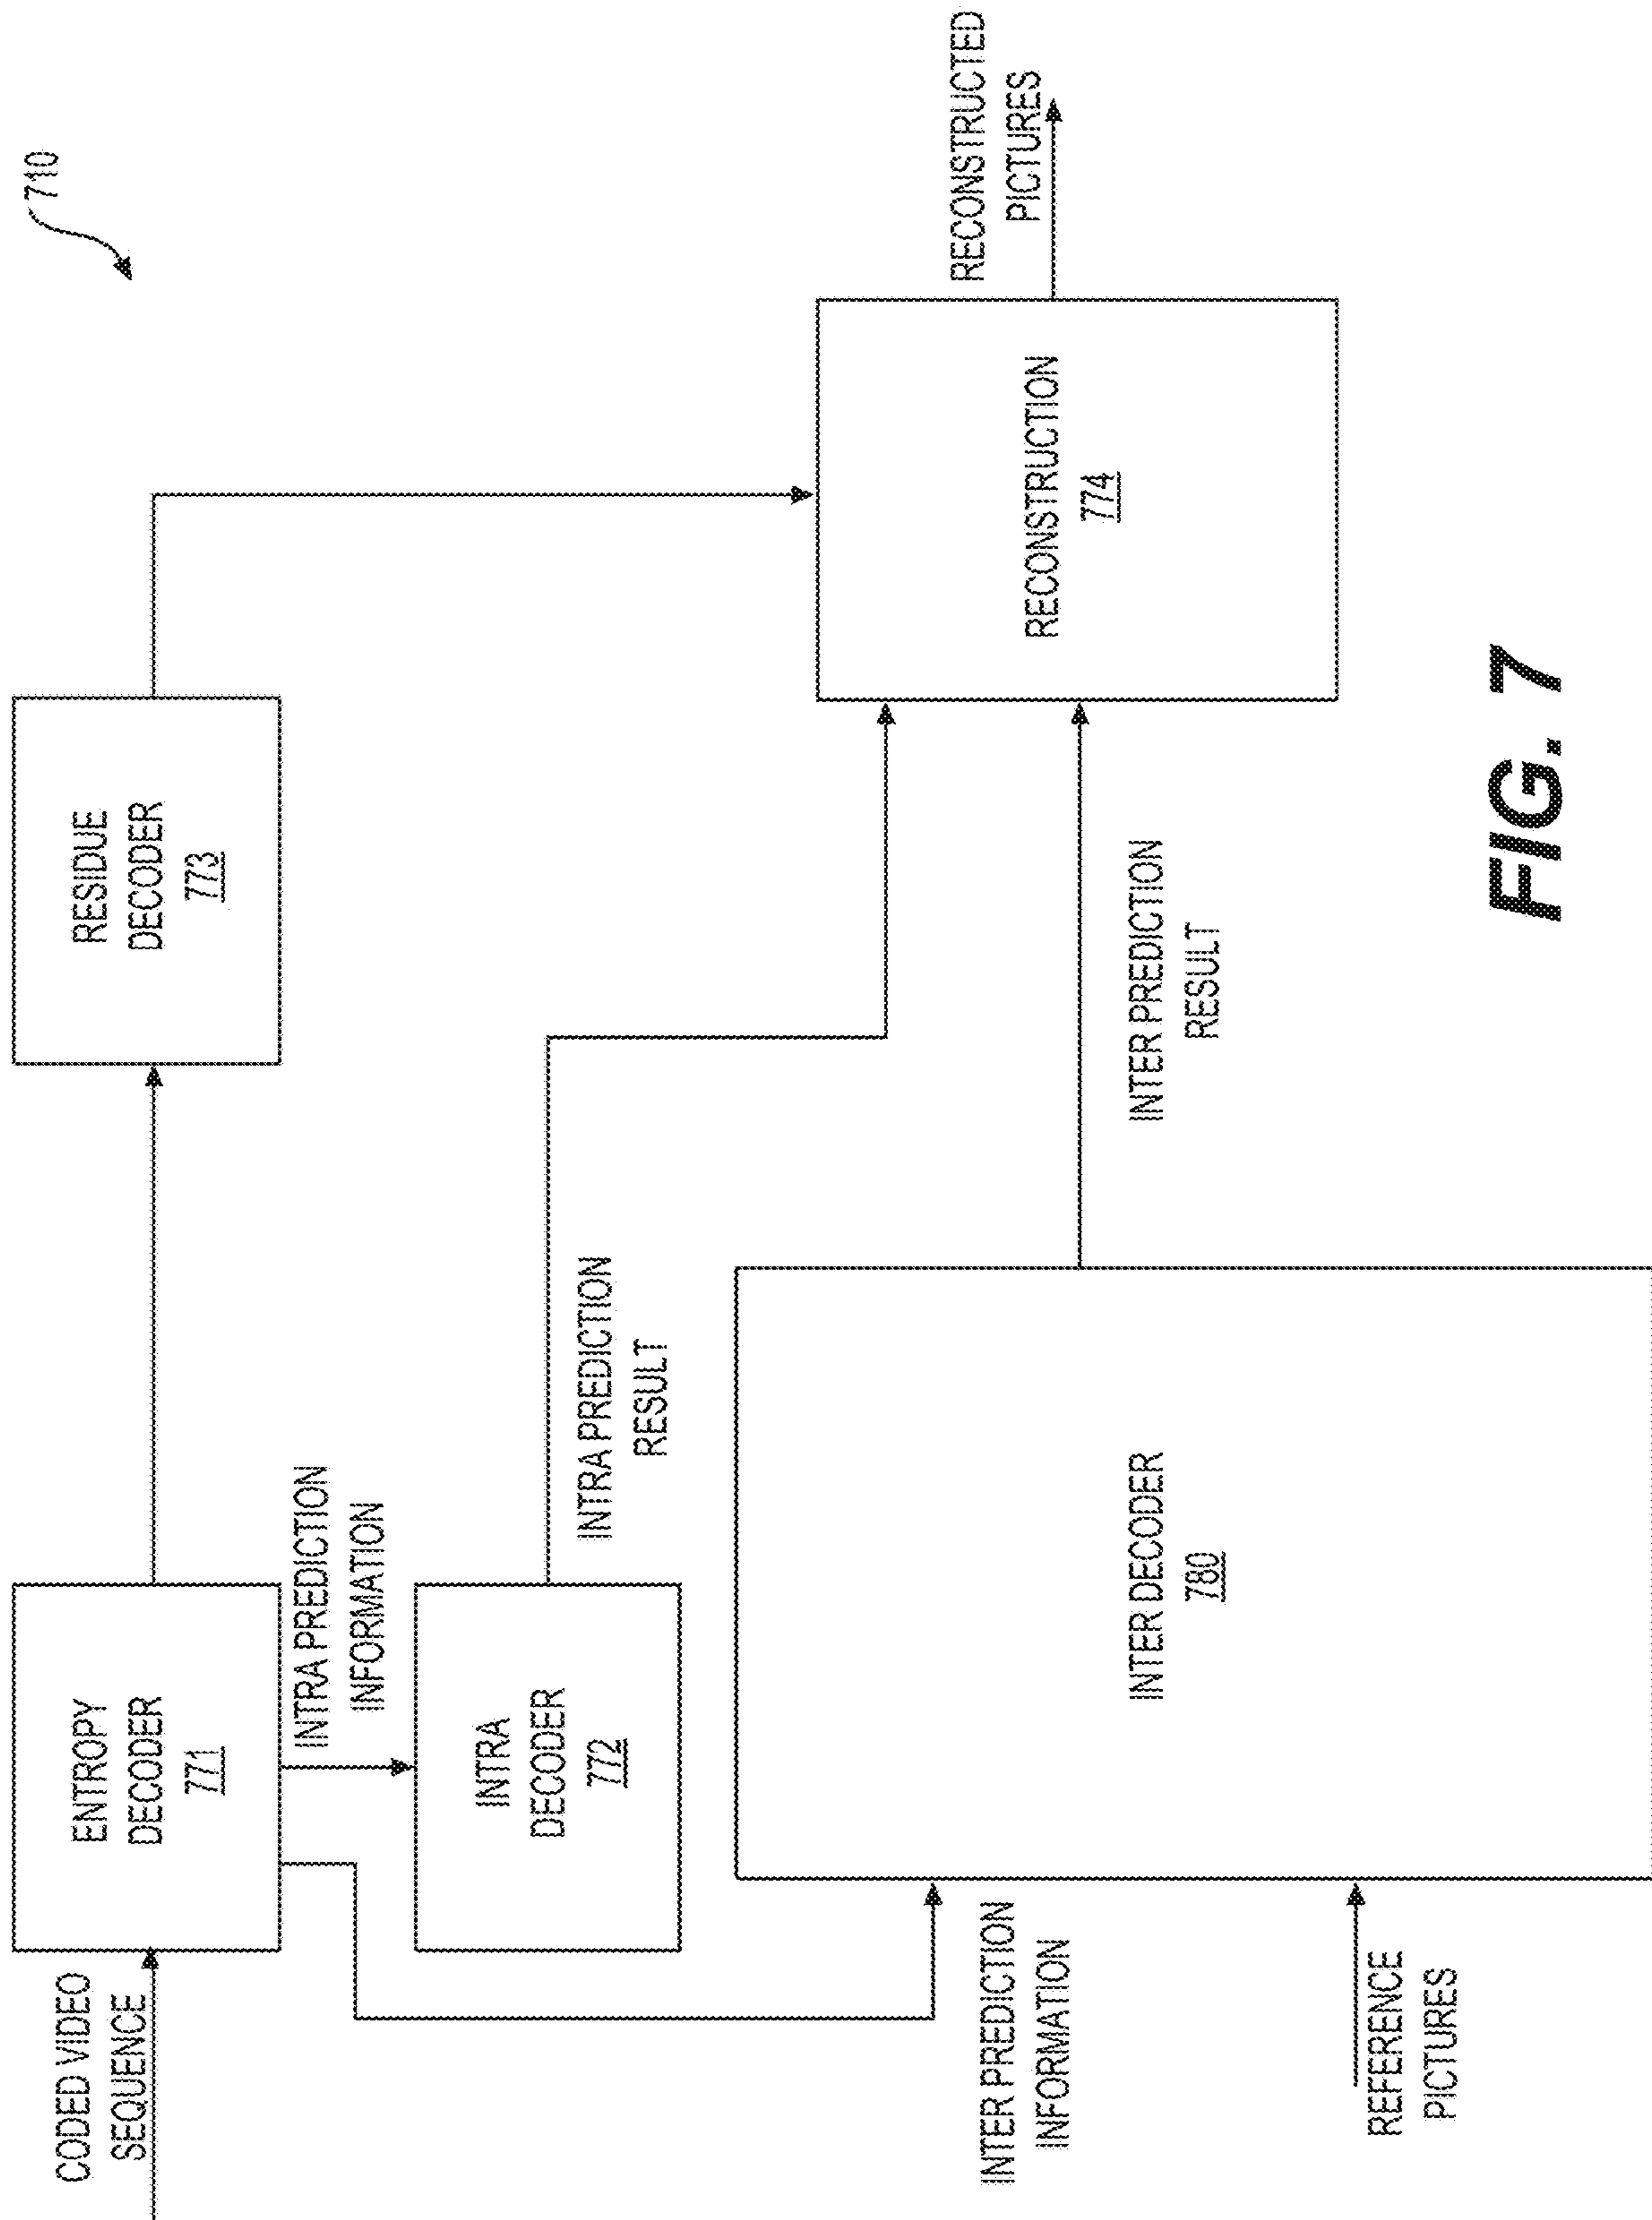 710
CODED VIDEO
SEQUENCE
ENTROPY
DECODER
771
RESIDUE
DECODER
773
INTRA PREDICTION
INFORMATION
INTRA
DECODER
772
INTRA PREDICTION
RESULT
RECONSTRUCTED
PICTURES
RECONSTRUCTION
774
INTER PREDICTION
INFORMATION
INTER DECODER
780
INTER PREDICTION
RESULT
REFERENCE
PICTURES
FIG. 7